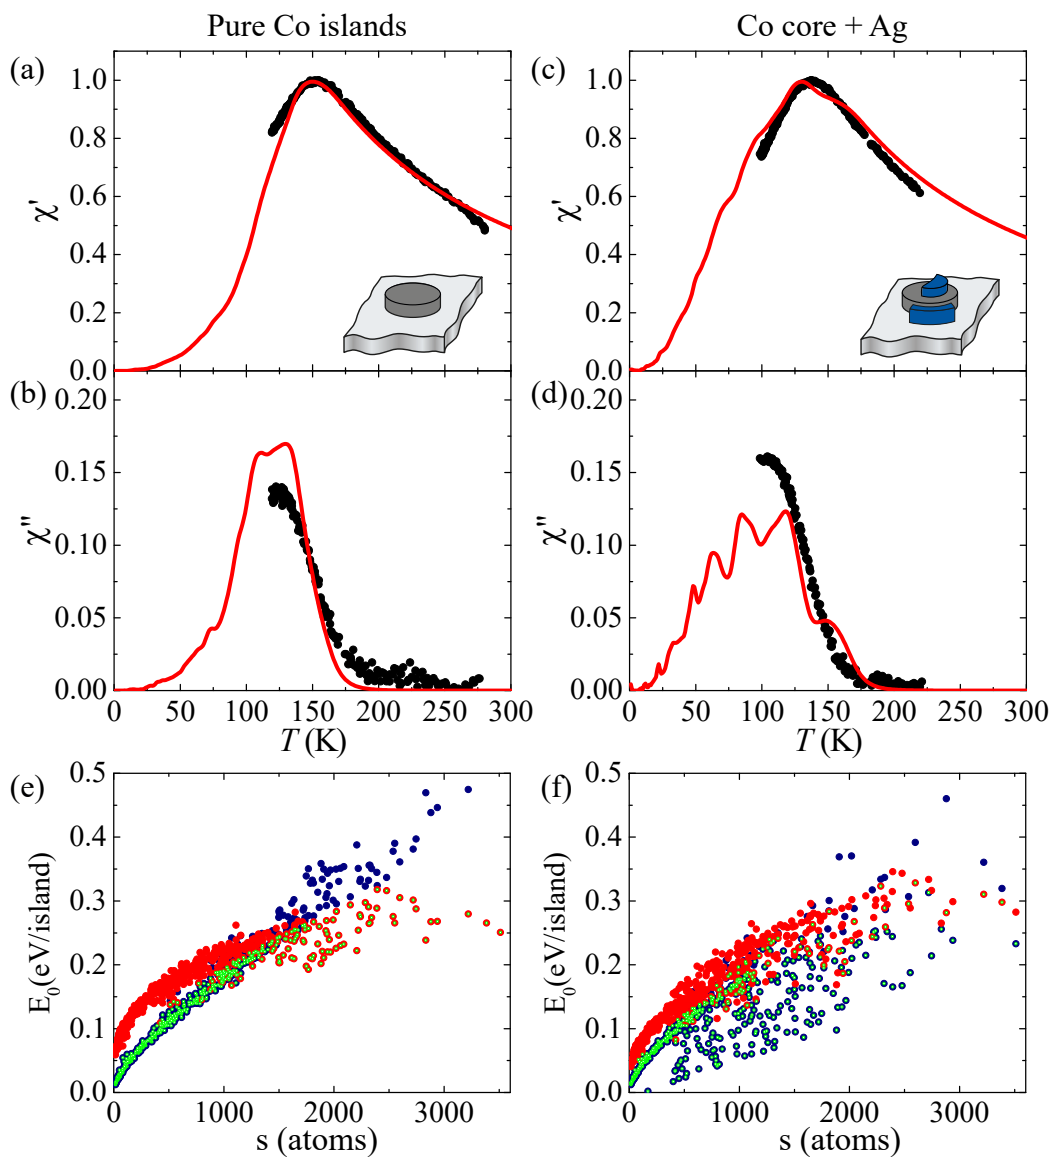 Pure Co islands Co core + Ag
(a) (c)
1.0 1.0
0.8 0.8
χ' 0.6 χ' 0.6
0.4 0.4
0.2 0.2
0.0 0.0
(b) (d)
0.20 0.20
0.15 0.15
χ" 0.10 χ" 0.10
0.05 0.05
0.00 0.00
0 50 100 150 200 250 300 0 50 100 150 200 250 300
T (K) T (K)
(e) (f)
0.5 0.5
0.4 0.4
E₀(eV/island) 0.3 E₀(eV/island) 0.3
0.2 0.2
0.1 0.1
0.0 0.0
0 1000 2000 3000 0 1000 2000 3000
s (atoms) s (atoms)